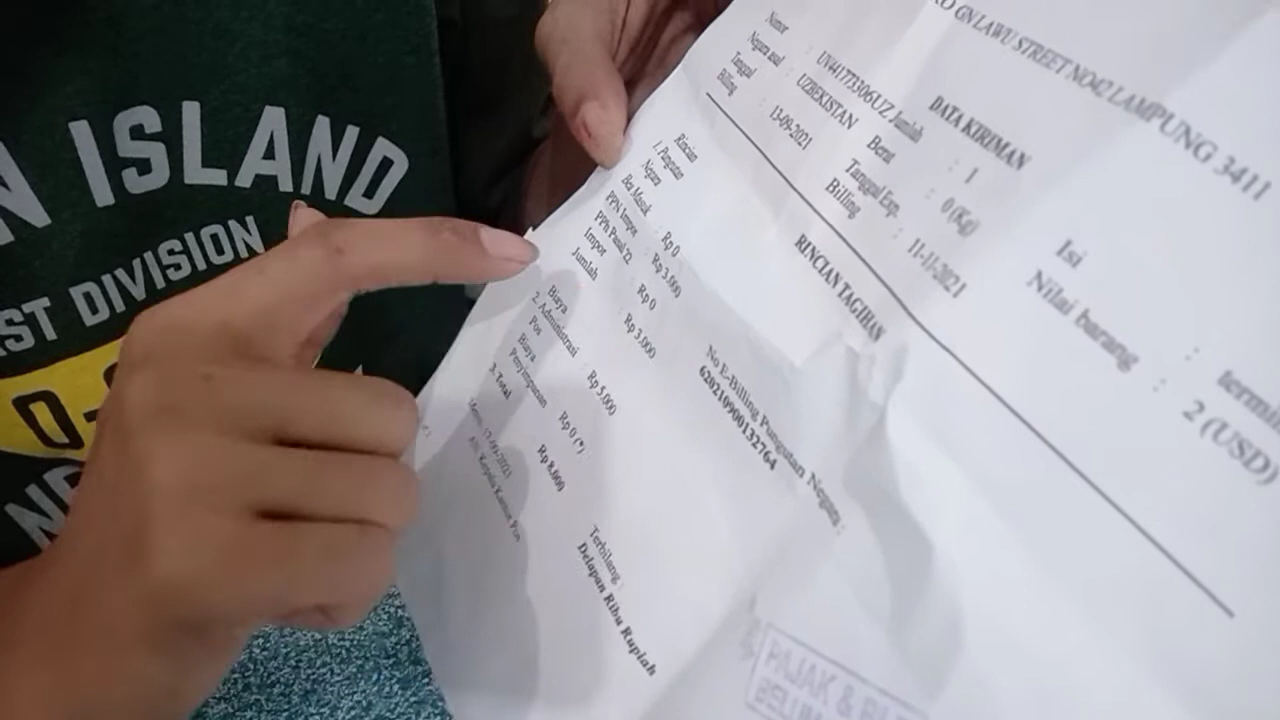 N ISLAND
ST DIVISION
GN LAWU STREET NO42 LAMPUNG 3411
DATA KIRIMAN
Nomor : UN41773306UZ Jumlah : 1 Isi :
Negara asal : UZBEKISTAN Berat : 0 (Kg) Nilai barang : 2 (USD)
Tanggal Billing : 13-09-2021 Tanggal Exp. Billing : 11-11-2021
RINCIAN TAGIHAN
Rincian
1. Pungutan Negara
Bea Masuk : Rp 0
PPN Impor : Rp 3.000
PPh Pasal 22 Impor : Rp 0
Jumlah : Rp 3.000
No E-Billing Pungutan Negara :
620210900132764
2. Biaya Administrasi Pos : Rp 5.000
Biaya Penyimpanan : Rp 0 (*)
3. Total : Rp 8.000
Terbilang :
Delapan Ribu Rupiah
Kepala Kantor Pos
PAJAK &